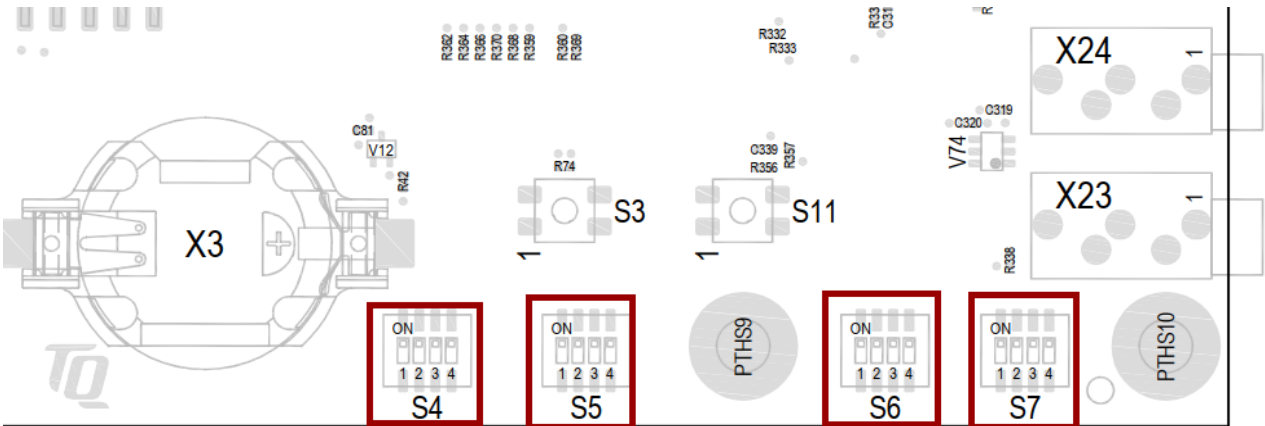 R362
R364
R366
R370
R368
R359
R360
R369
R332
R333
R33
C31
R
X24
1
C319
C320
V74
C81
V12
R42
R74
C339
R356
R357
S3
1
S11
1
X23
1
X3
R338
ON
1 2 3 4
S4
ON
1 2 3 4
S5
PTHS9
ON
1 2 3 4
S6
ON
1 2 3 4
S7
PTHS10
TQ